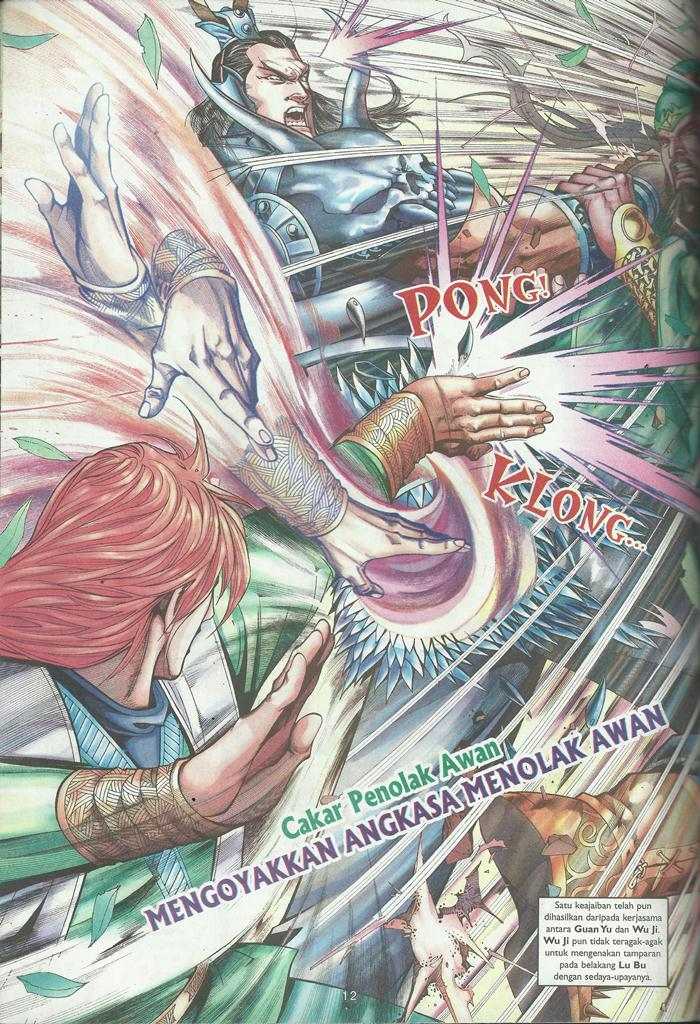 PONG!
KLONG...
Cakar Penolak Awan
MENGOYAKKAN ANGKASA MENOLAK AWAN
Satu keajaiban telah pun
dihasilkan daripada kerjasama
antara Guan Yu dan Wu Ji.
Wu Ji pun tidak teragak-agak
untuk mengenakan tamparan
pada belakang Lu Bu
dengan sedaya-upayanya.
12